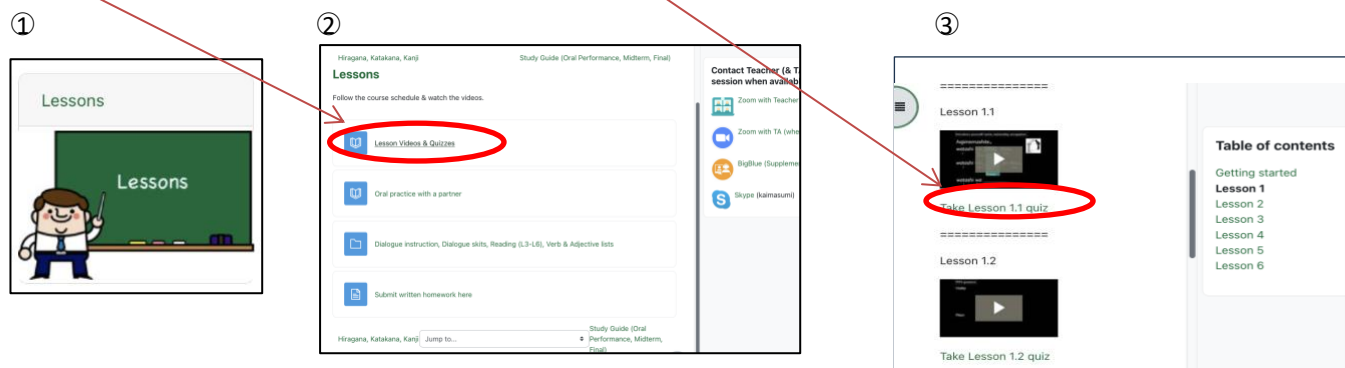 ①
②
③
Lessons
Lessons
Hiragana, Katakana, Kanji
Study Guide (Oral Performance, Midterm, Final)
Lessons
Follow the course schedule & watch the videos.
Lesson Videos & Quizzes
Oral practice with a partner
Dialogue instruction, Dialogue skits, Reading (L3-L6), Verb & Adjective lists
Submit written homework here
Hiragana, Katakana, Kanji
Jump to...
Study Guide (Oral
Performance, Midterm,
Final)
Contact Teacher (& T
session when availab
Zoom with Teacher
Zoom with TA (whe
BigBlue (Suppleme
Skype (kaimasumi)
===============
Lesson 1.1
Take Lesson 1.1 quiz
===============
Lesson 1.2
Take Lesson 1.2 quiz
Table of contents
Getting started
Lesson 1
Lesson 2
Lesson 3
Lesson 4
Lesson 5
Lesson 6